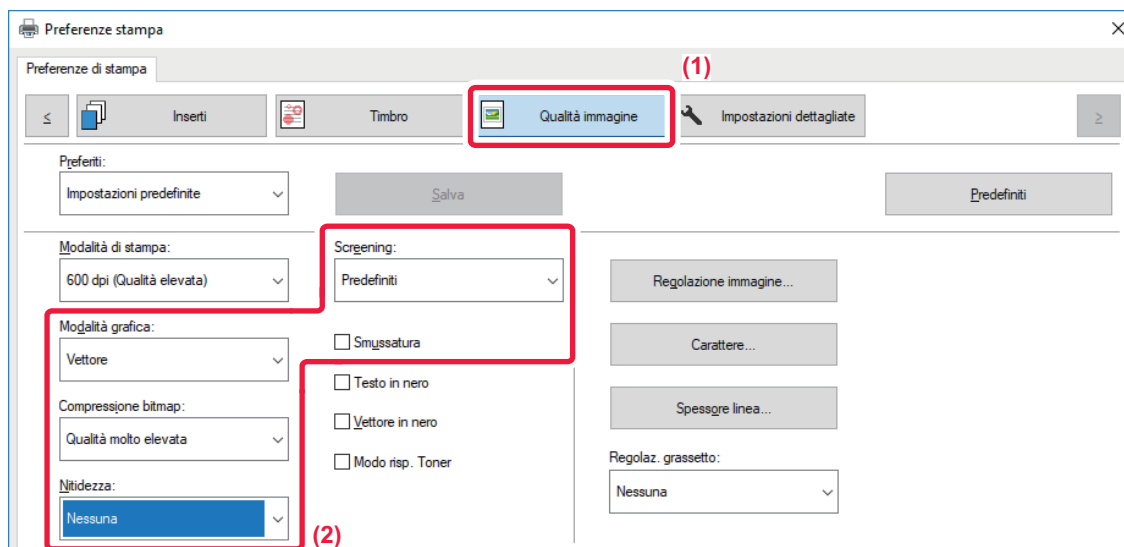 Preferenze stampa
Preferenze di stampa
(1)
< Inserti Timbro Qualità immagine Impostazioni dettagliate >
Preferiti:
Impostazioni predefinite Salva Predefiniti
Modalità di stampa: Screening:
600 dpi (Qualità elevata) Predefiniti Regolazione immagine...
Modalità grafica:
Vettore Smussatura Carattere...
Testo in nero
Compressione bitmap:
Qualità molto elevata Vettore in nero Spessore linea...
Modo risp. Toner Regolaz. grassetto:
Nitidezza: Nessuna
Nessuna
(2)